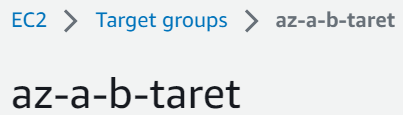 EC2 > Target groups > az-a-b-taret
az-a-b-taret